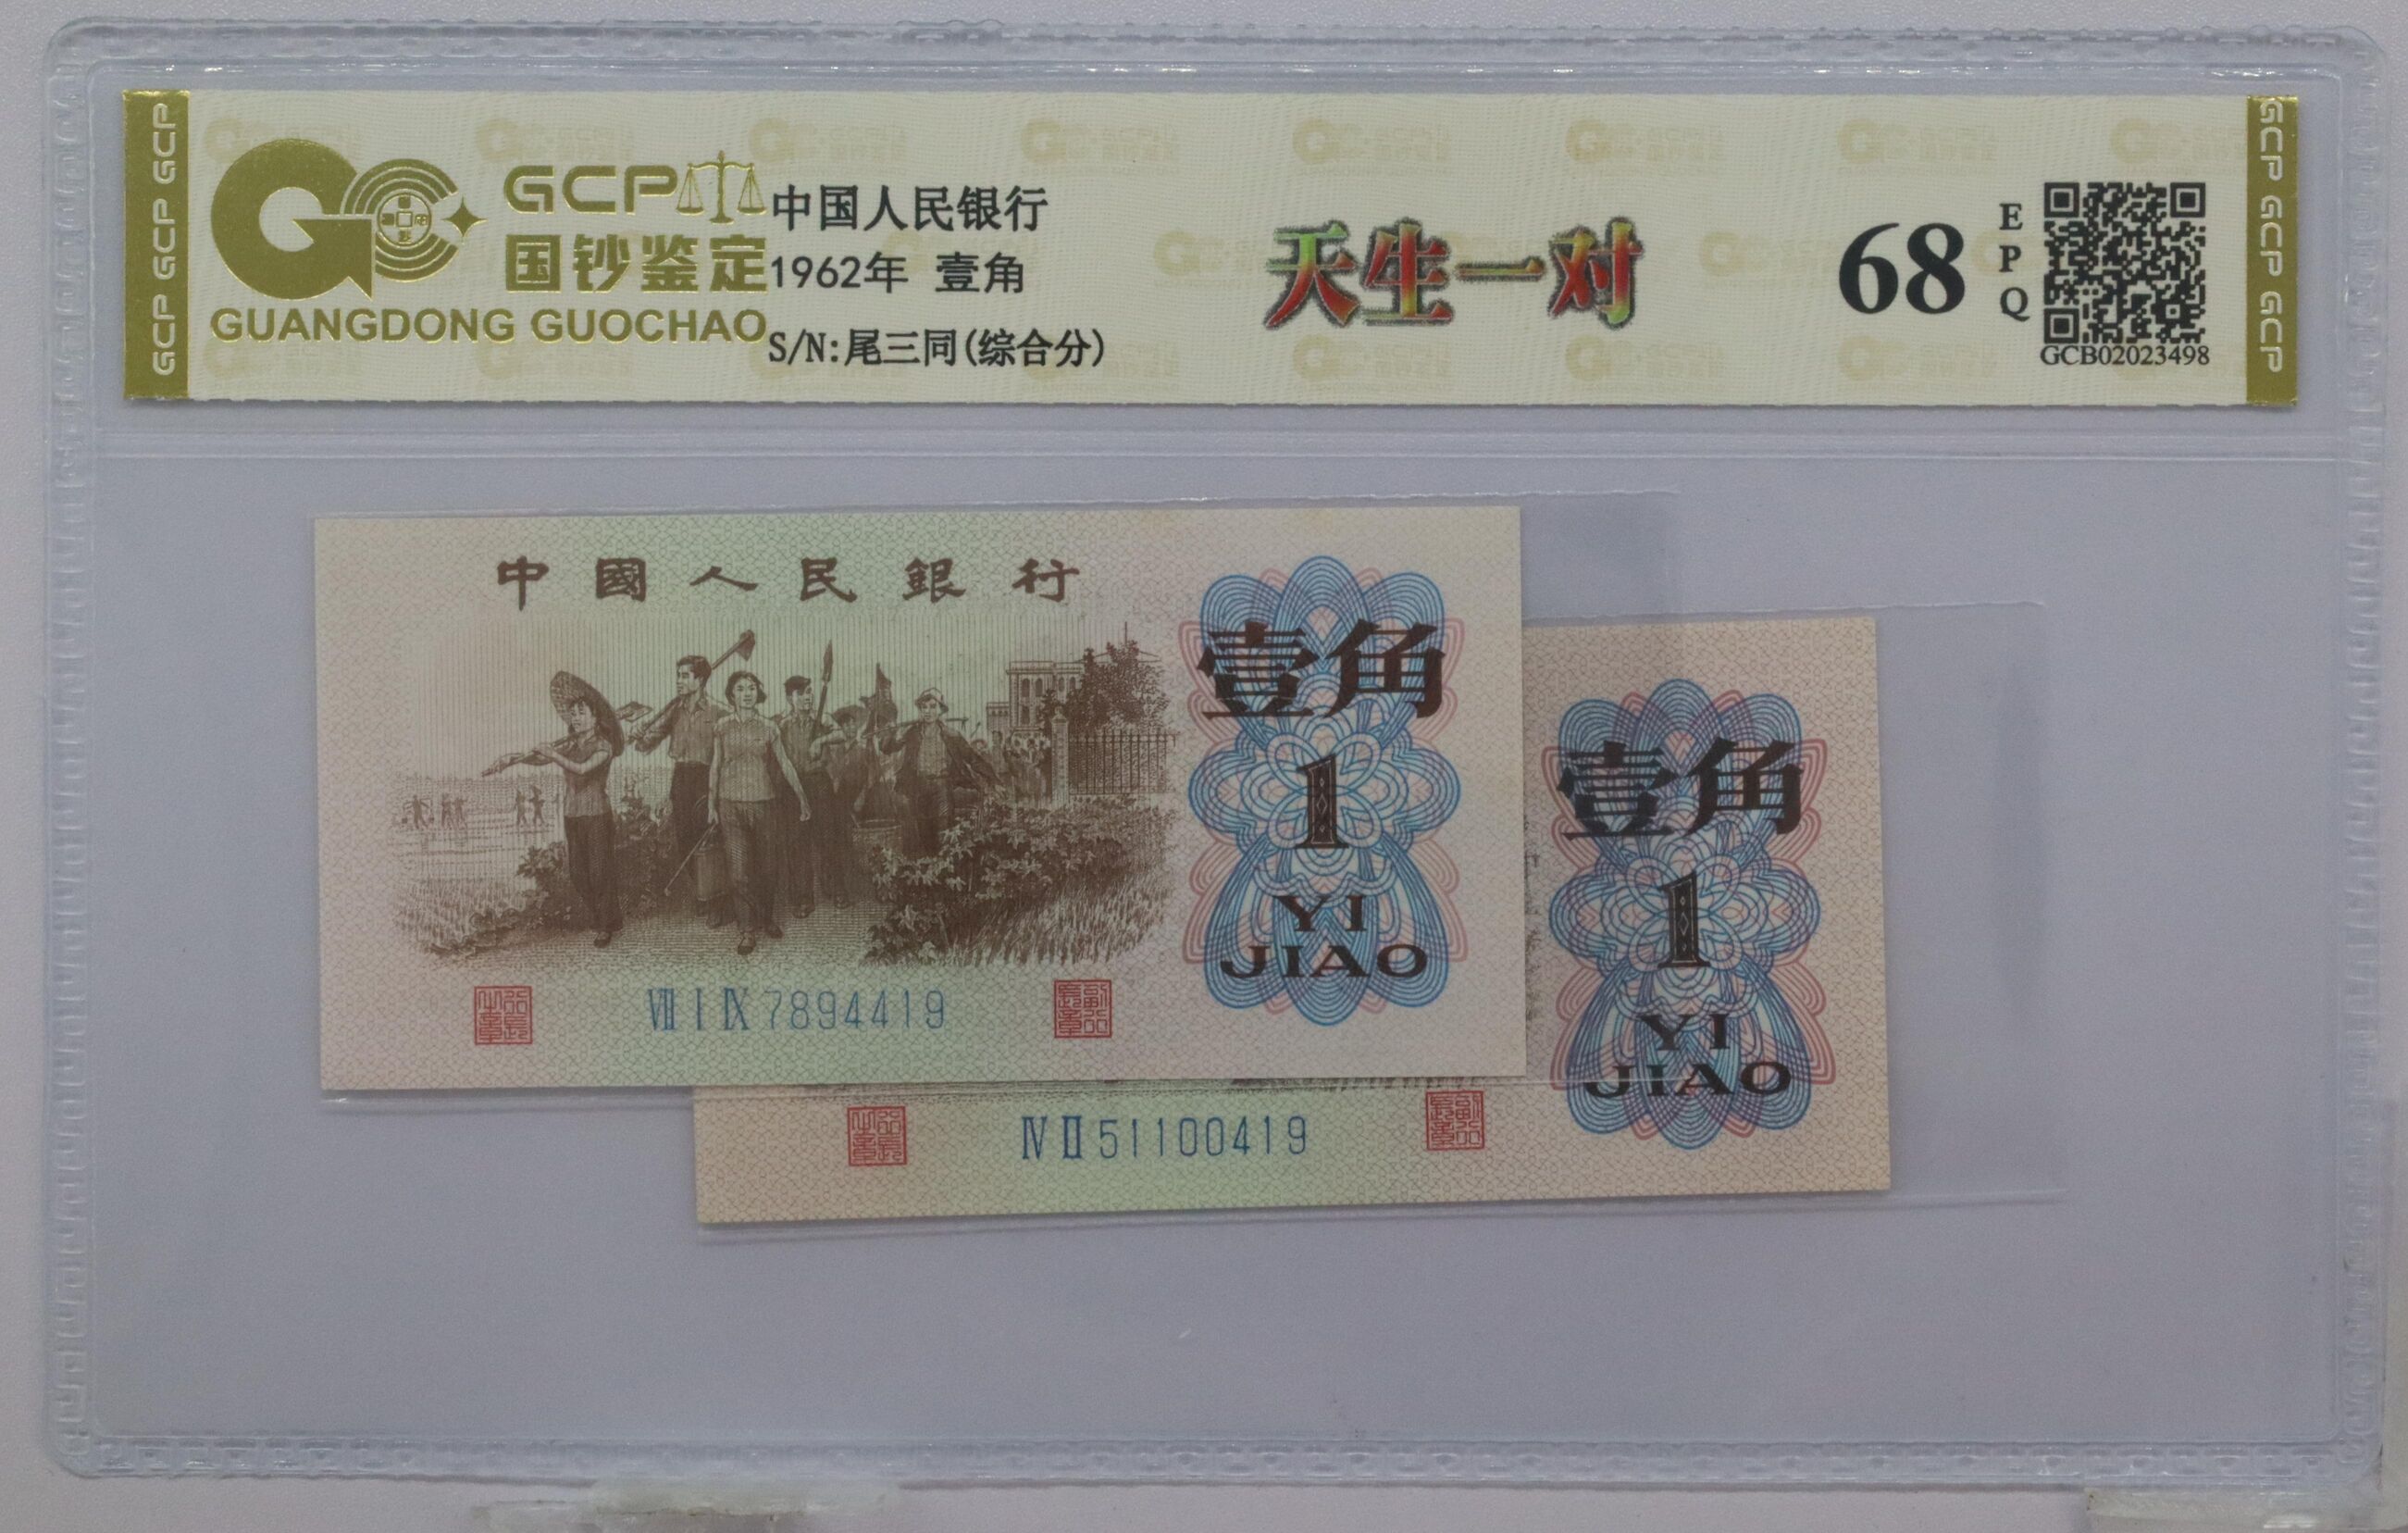 GCP GCP GCP
GCP
国钞鉴定
GUANGDONG GUOCHAO
中国人民银行
1962年 壹角
S/N:尾三同(综合分)
天生一对
68
EPQ
GCB02023498
GCP GCP GCP
中國人民銀行
壹角
1
YI
JIAO
VIII I IX 7894419
壹角
1
YI
JIAO
IV II 51100419